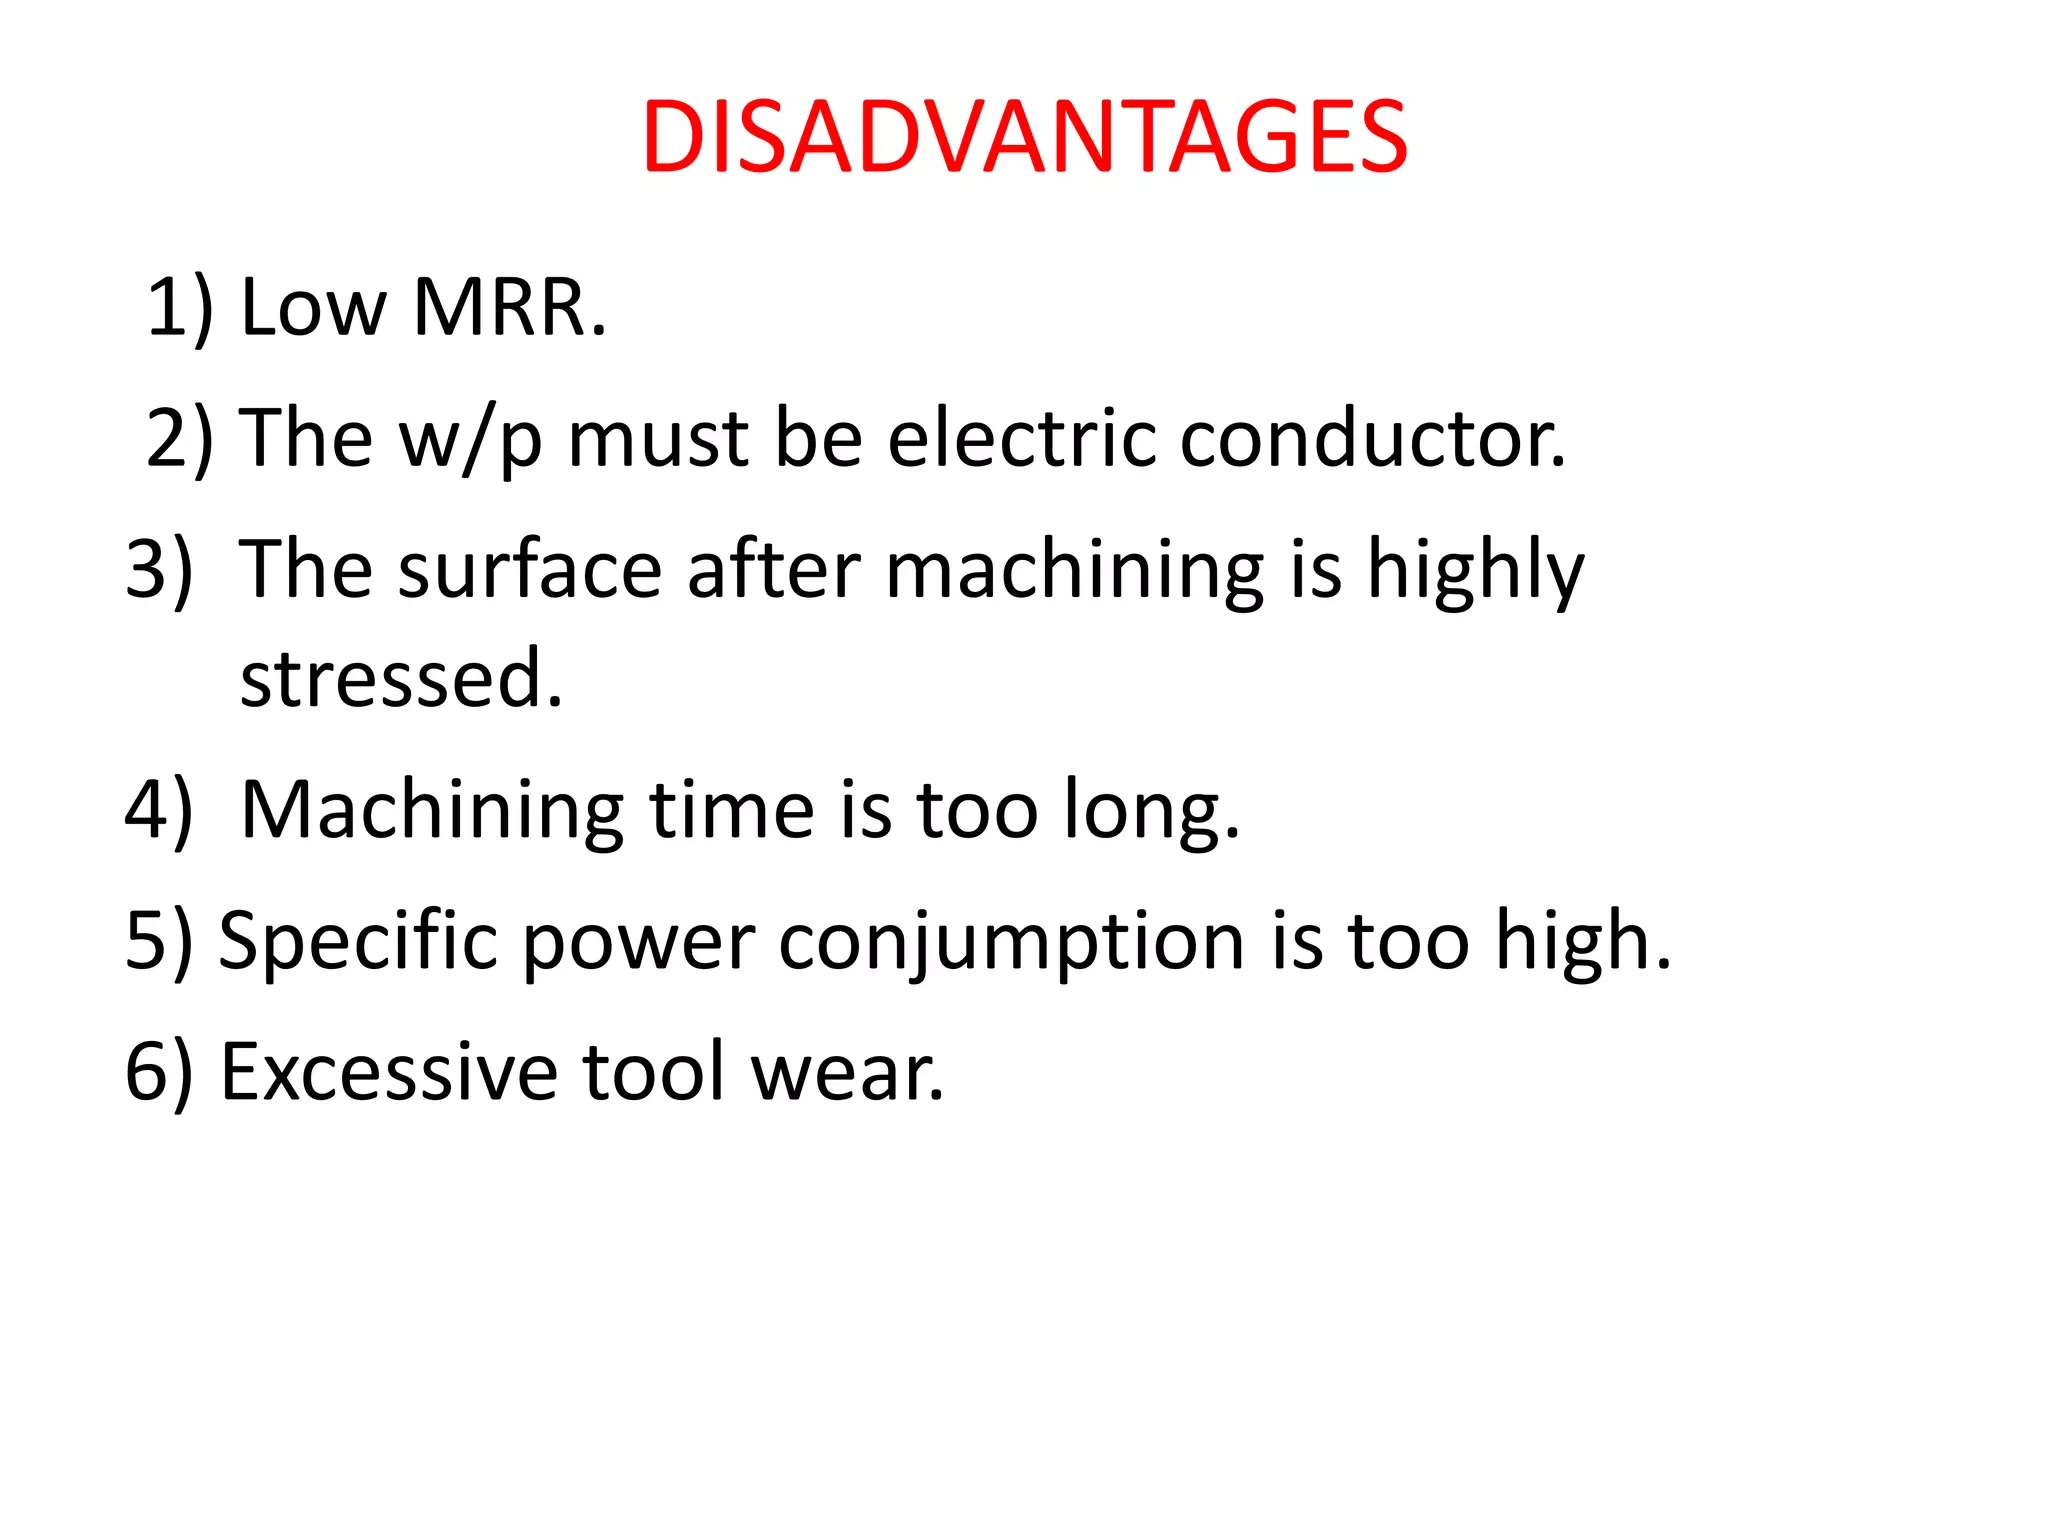 DISADVANTAGES
1) Low MRR.
2) The w/p must be electric conductor.
3) The surface after machining is highly
stressed.
4) Machining time is too long.
5) Specific power conjumption is too high.
6) Excessive tool wear.